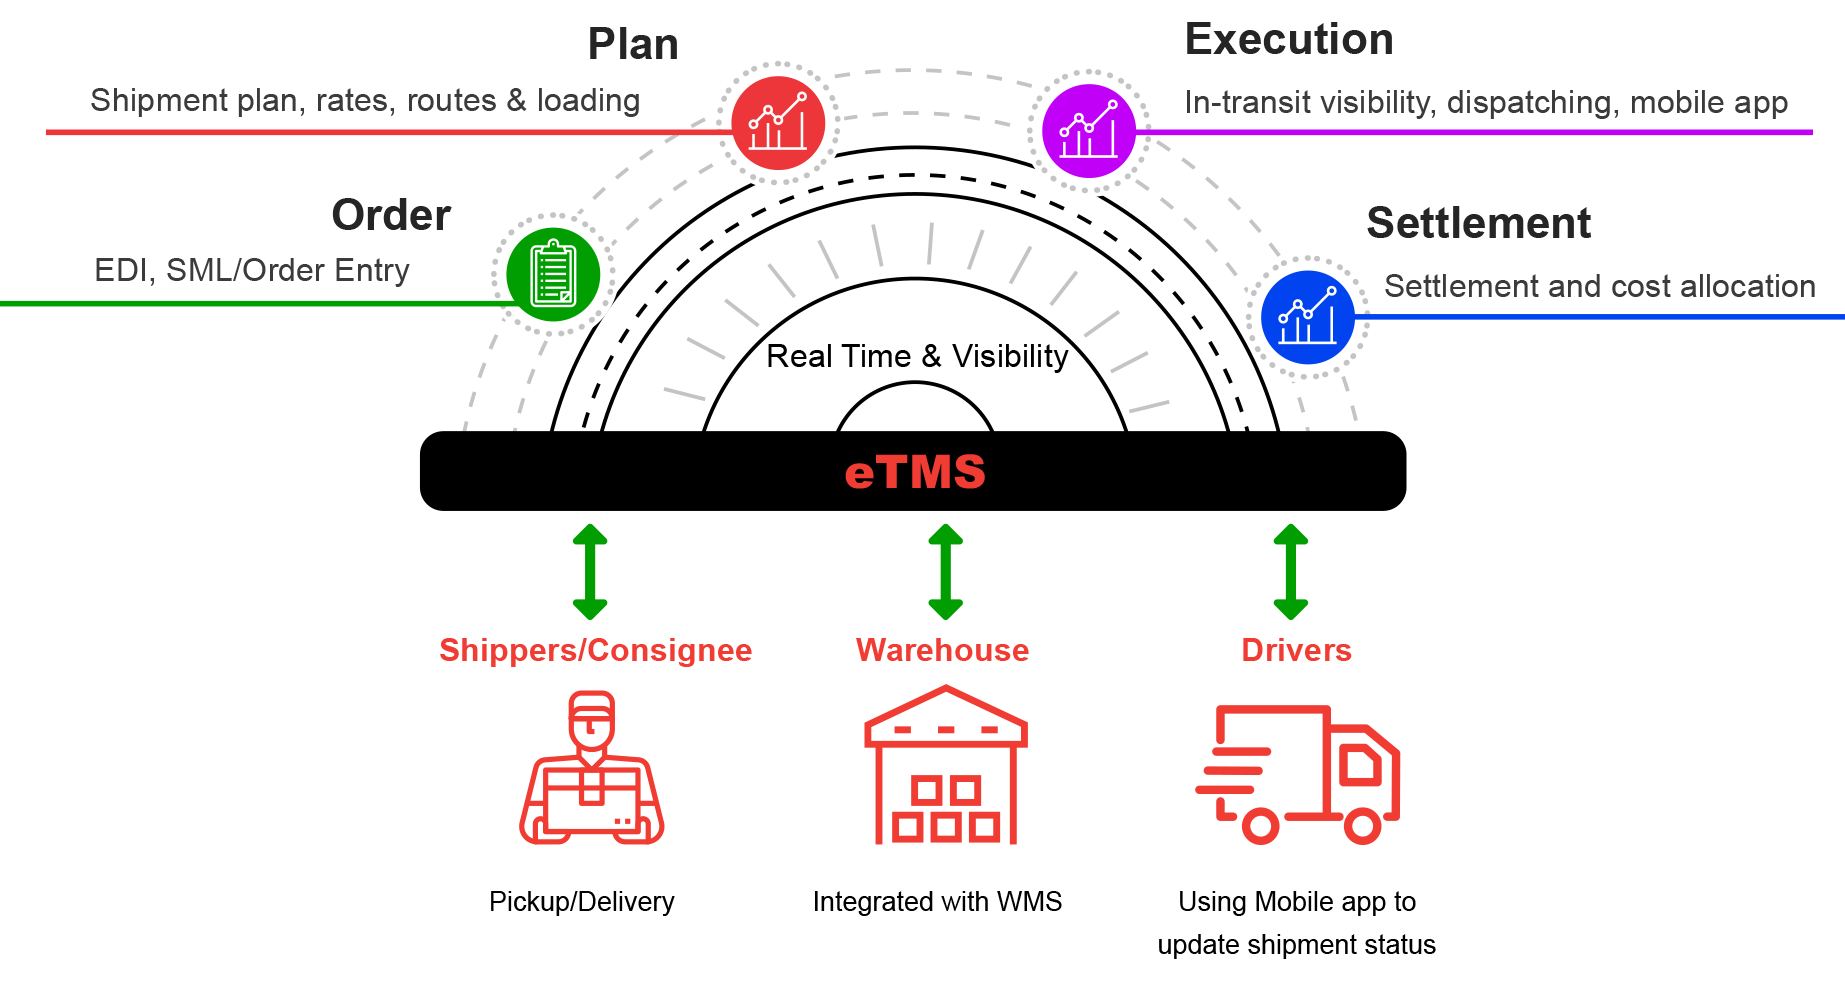 Plan
Shipment plan, rates, routes & loading
Execution
In-transit visibility, dispatching, mobile app
Order
EDI, SML/Order Entry
Settlement
Settlement and cost allocation
Real Time & Visibility
eTMS
Shippers/Consignee
Warehouse
Drivers
Pickup/Delivery
Integrated with WMS
Using Mobile app to
update shipment status